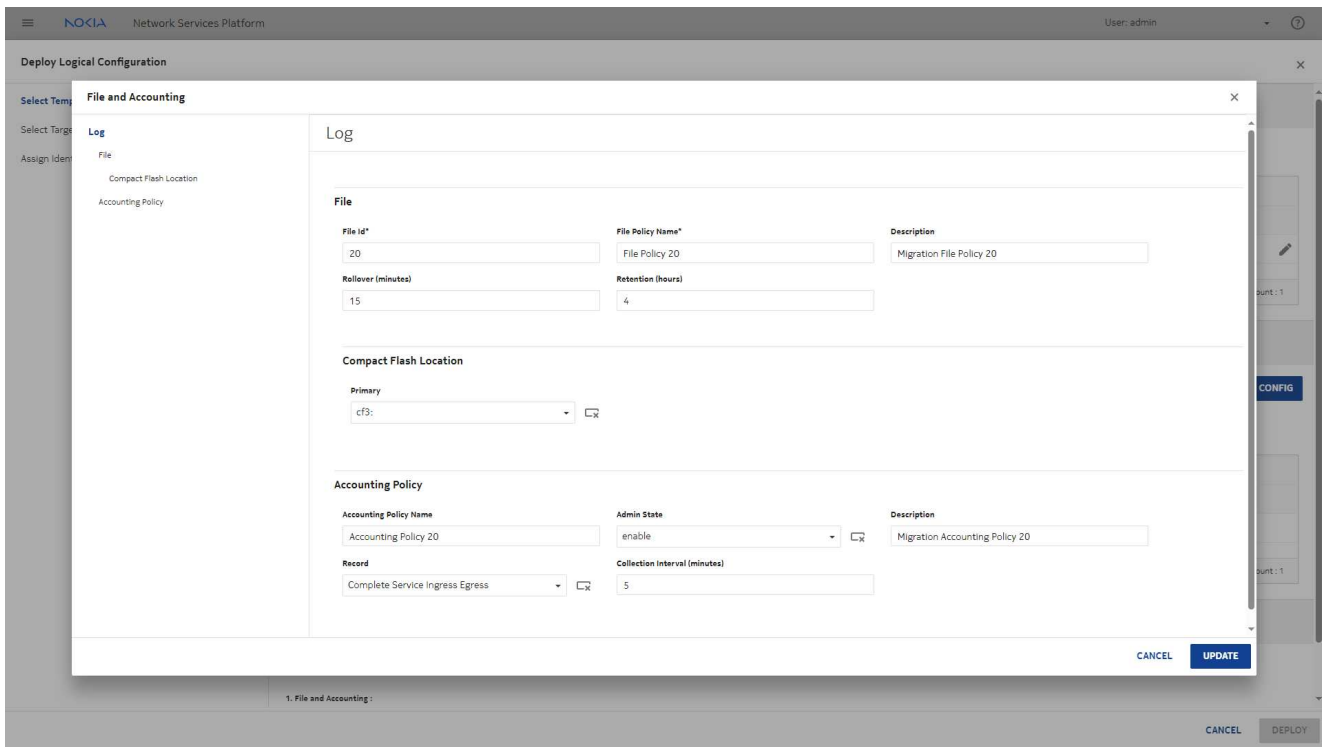 NOKIA Network Services Platform User: admin
Deploy Logical Configuration
Select Temp
Select Targe
Assign Iden
File and Accounting
Log
File
Compact Flash Location
Accounting Policy
Log
File
File Id* File Policy Name* Description
20 File Policy 20 Migration File Policy 20
Rollover (minutes) Retention (hours)
15 4
Compact Flash Location
Primary
cf3:
Accounting Policy
Accounting Policy Name Admin State Description
Accounting Policy 20 enable Migration Accounting Policy 20
Record Collection Interval (minutes)
Complete Service Ingress Egress 5
CANCEL UPDATE
ount : 1
CONFIG
ount : 1
1. File and Accounting :
CANCEL DEPLOY